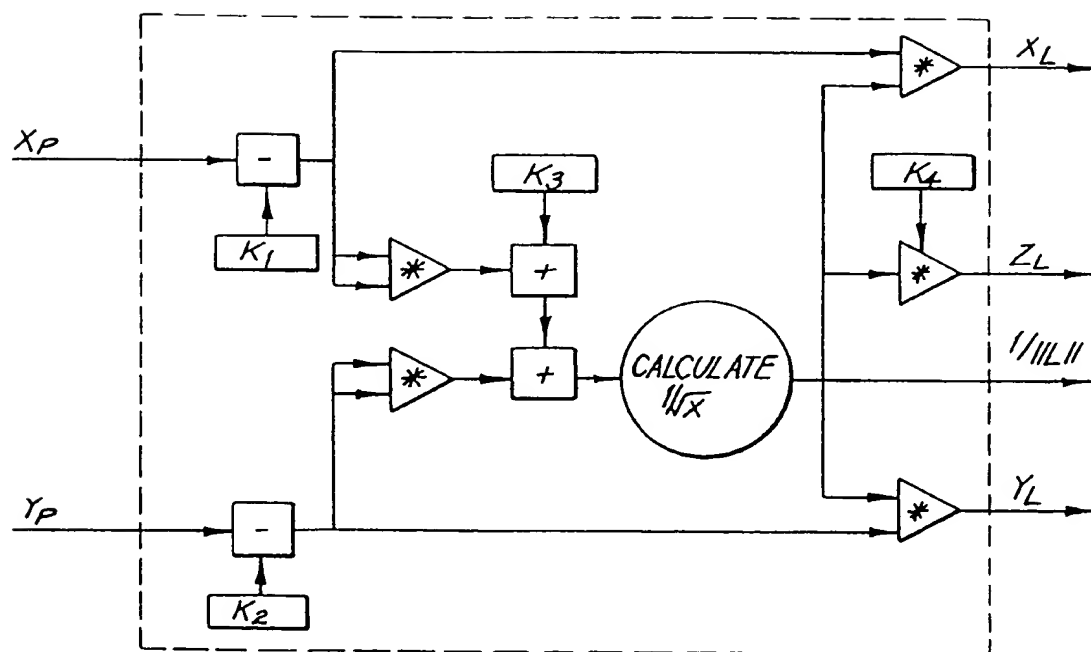 X_L
*
X_P
-
K_3
K_4
K_1
*
+
*
Z_L
*
+
CALCULATE
1/√X
1/||L||
Y_P
-
*
Y_L
K_2